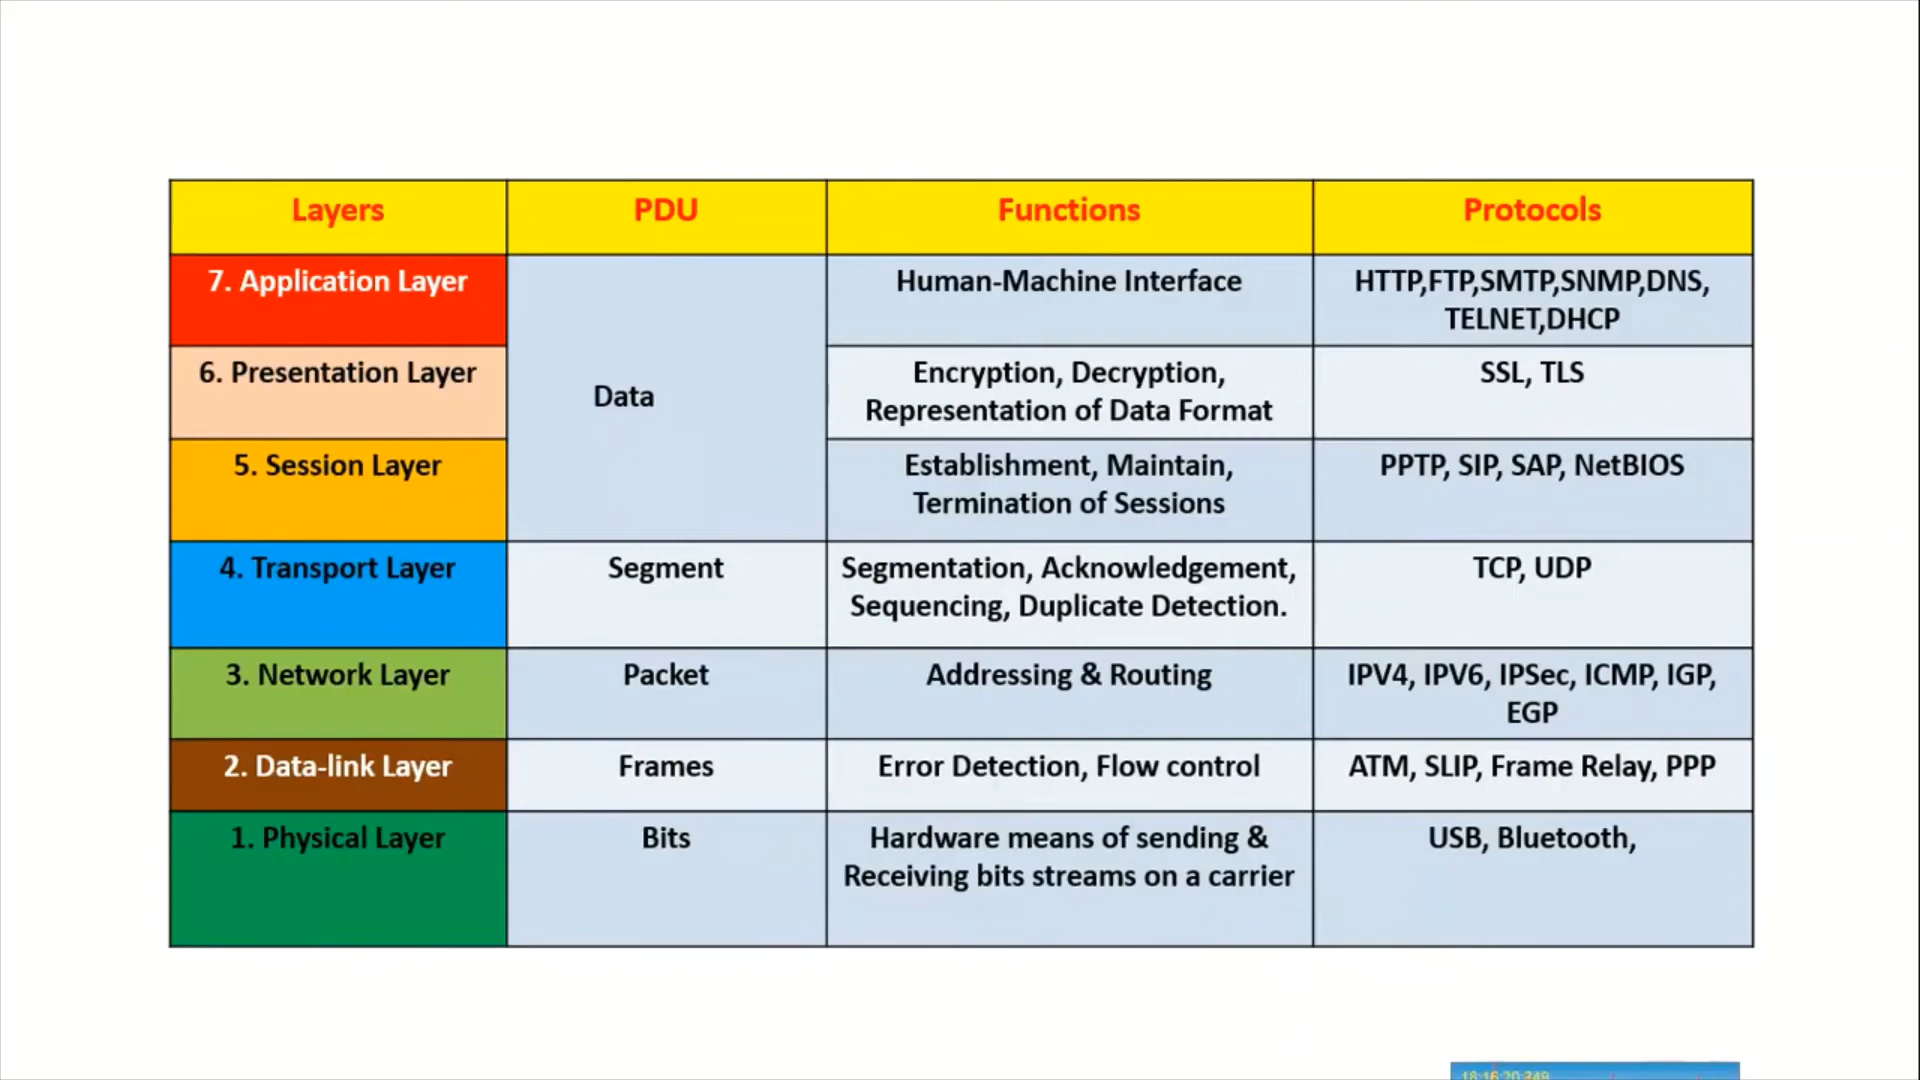 Layers PDU Functions Protocols
7. Application Layer Human-Machine Interface HTTP,FTP,SMTP,SNMP,DNS,
TELNET,DHCP
6. Presentation Layer Encryption, Decryption, SSL, TLS
Data
Representation of Data Format
5. Session Layer Establishment, Maintain, PPTP, SIP, SAP, NetBIOS
Termination of Sessions
4. Transport Layer Segment Segmentation, Acknowledgement, TCP, UDP
Sequencing, Duplicate Detection.
3. Network Layer Packet Addressing & Routing IPV4, IPV6, IPSec, ICMP, IGP,
EGP
2. Data-link Layer Frames Error Detection, Flow control ATM, SLIP, Frame Relay, PPP
1. Physical Layer Bits Hardware means of sending & USB, Bluetooth,
Receiving bits streams on a carrier